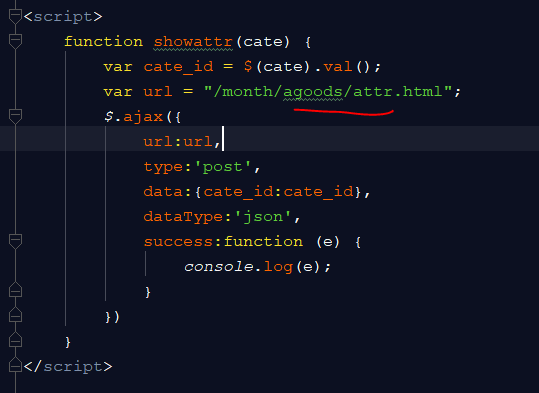 <script>
function showattr(cate) {
var cate_id = $(cate).val();
var url = "/month/agoods/attr.html";
$.ajax({
url:url,
type:'post',
data:{cate_id:cate_id},
dataType:'json',
success:function (e) {
console.log(e);
}
})
}
</script>